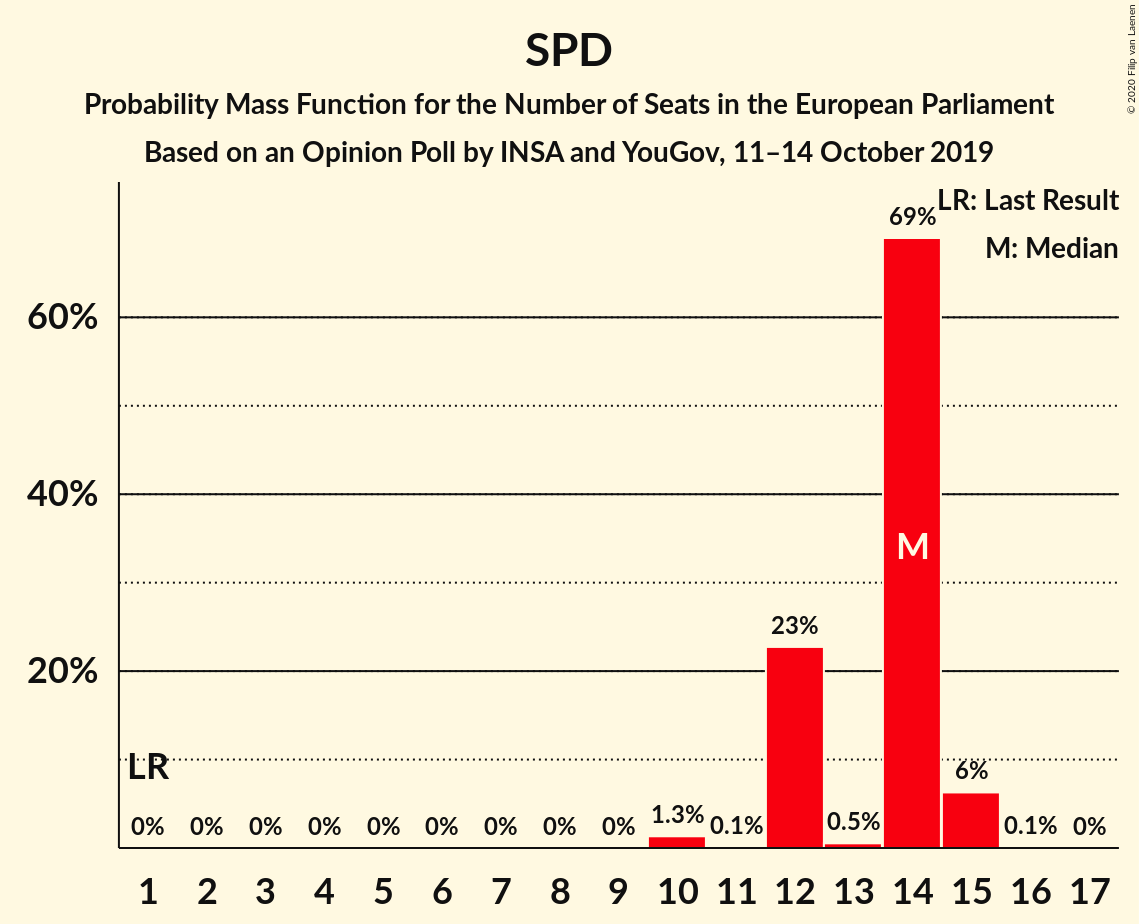 SPD
Probability Mass Function for the Number of Seats in the European Parliament
Based on an Opinion Poll by INSA and YouGov, 11–14 October 2019
© 2020 Filip van Laenen
LR: Last Result
M: Median
69%
60%
40%
M
23%
20%
LR
6%
0% 0% 0% 0% 0% 0% 0% 0% 0% 1.3% 0.1% 0.5% 0.1% 0%
1 2 3 4 5 6 7 8 9 10 11 12 13 14 15 16 17